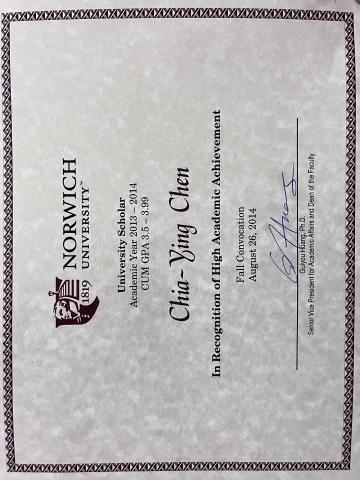 1819
NORWICH
UNIVERSITY™
University Scholar
Academic Year 2013 – 2014
CUM GPA 3.5 – 3.99
Chia-Ying Chen
In Recognition of High Academic Achievement
Fall Convocation
August 26, 2014
G Huang
Guiyou Huang, Ph.D.
Senior Vice President for Academic Affairs and Dean of the Faculty